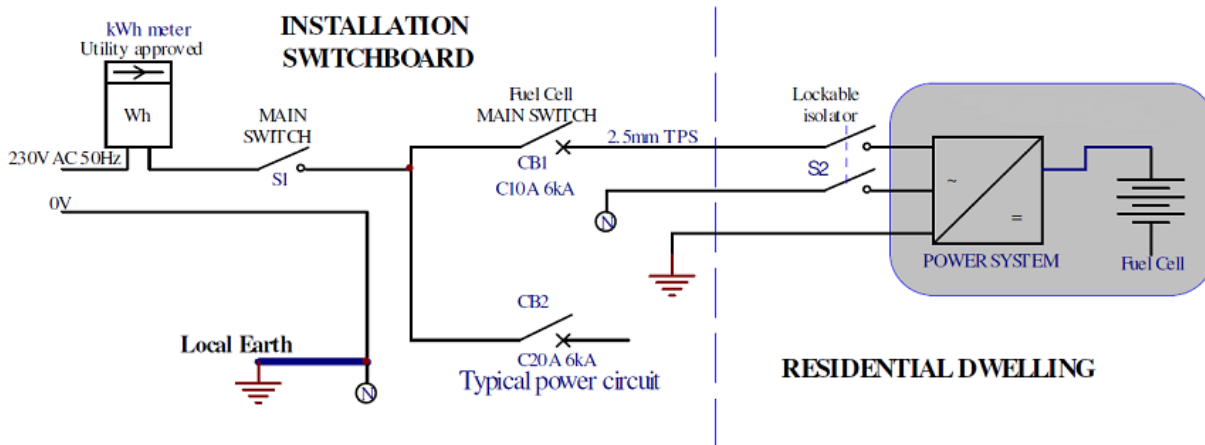 kWh meter
Utility approved
Wh
230V AC 50Hz
0V
INSTALLATION
SWITCHBOARD
MAIN
SWITCH
S1
Fuel Cell
MAIN SWITCH
CB1
C10A 6kA
2.5mm TPS
N
Lockable
isolator
S2
~
=
POWER SYSTEM
Fuel Cell
CB2
C20A 6kA
Typical power circuit
Local Earth
N
RESIDENTIAL DWELLING